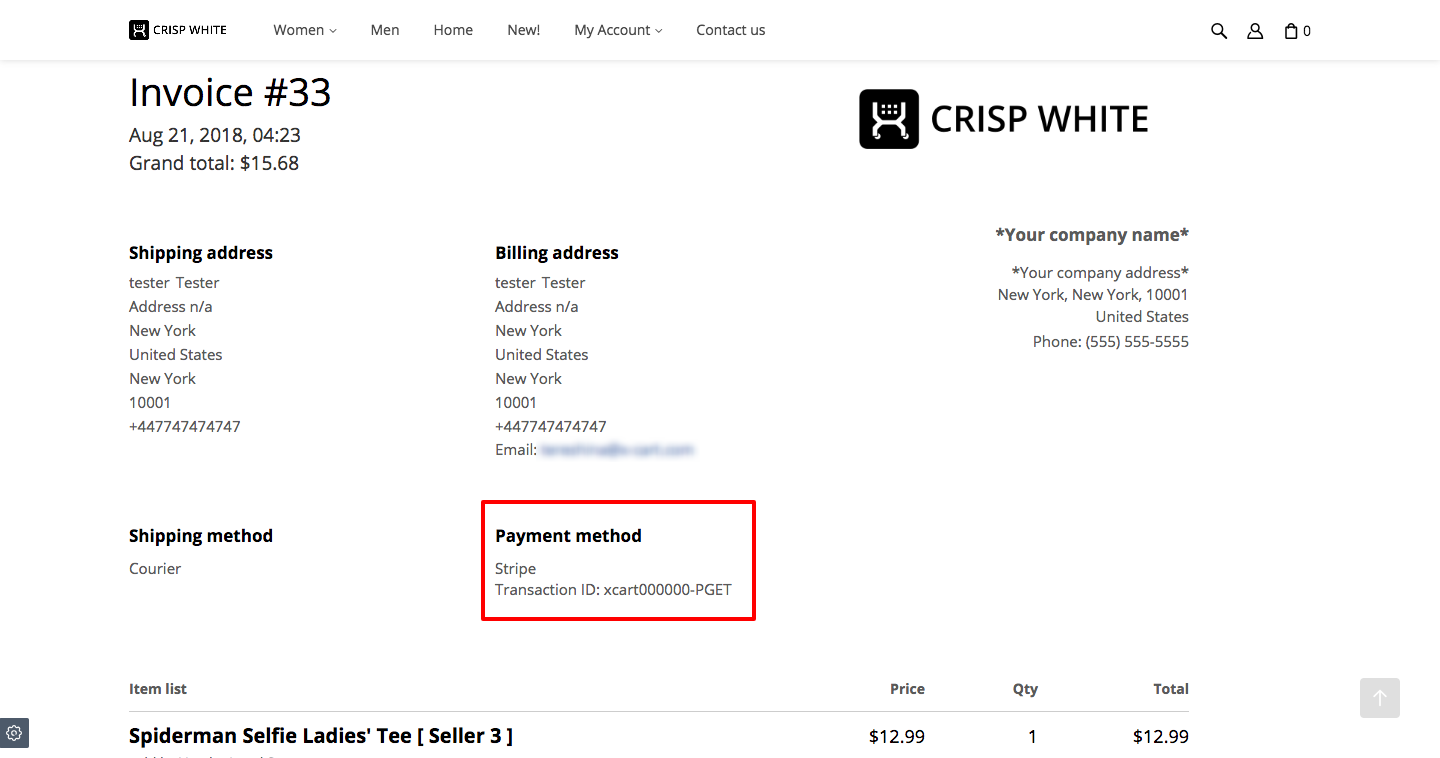 CRISP WHITE Women Men Home New! My Account Contact us 0
Invoice #33
Aug 21, 2018, 04:23
Grand total: $15.68
CRISP WHITE
*Your company name*
*Your company address*
New York, New York, 10001
United States
Phone: (555) 555-5555
Shipping address
tester Tester
Address n/a
New York
United States
New York
10001
+447747474747
Billing address
tester Tester
Address n/a
New York
United States
New York
10001
+447747474747
Email:
Shipping method
Courier
Payment method
Stripe
Transaction ID: xcart000000-PGET
Item list Price Qty Total
Spiderman Selfie Ladies' Tee [ Seller 3 ] $12.99 1 $12.99